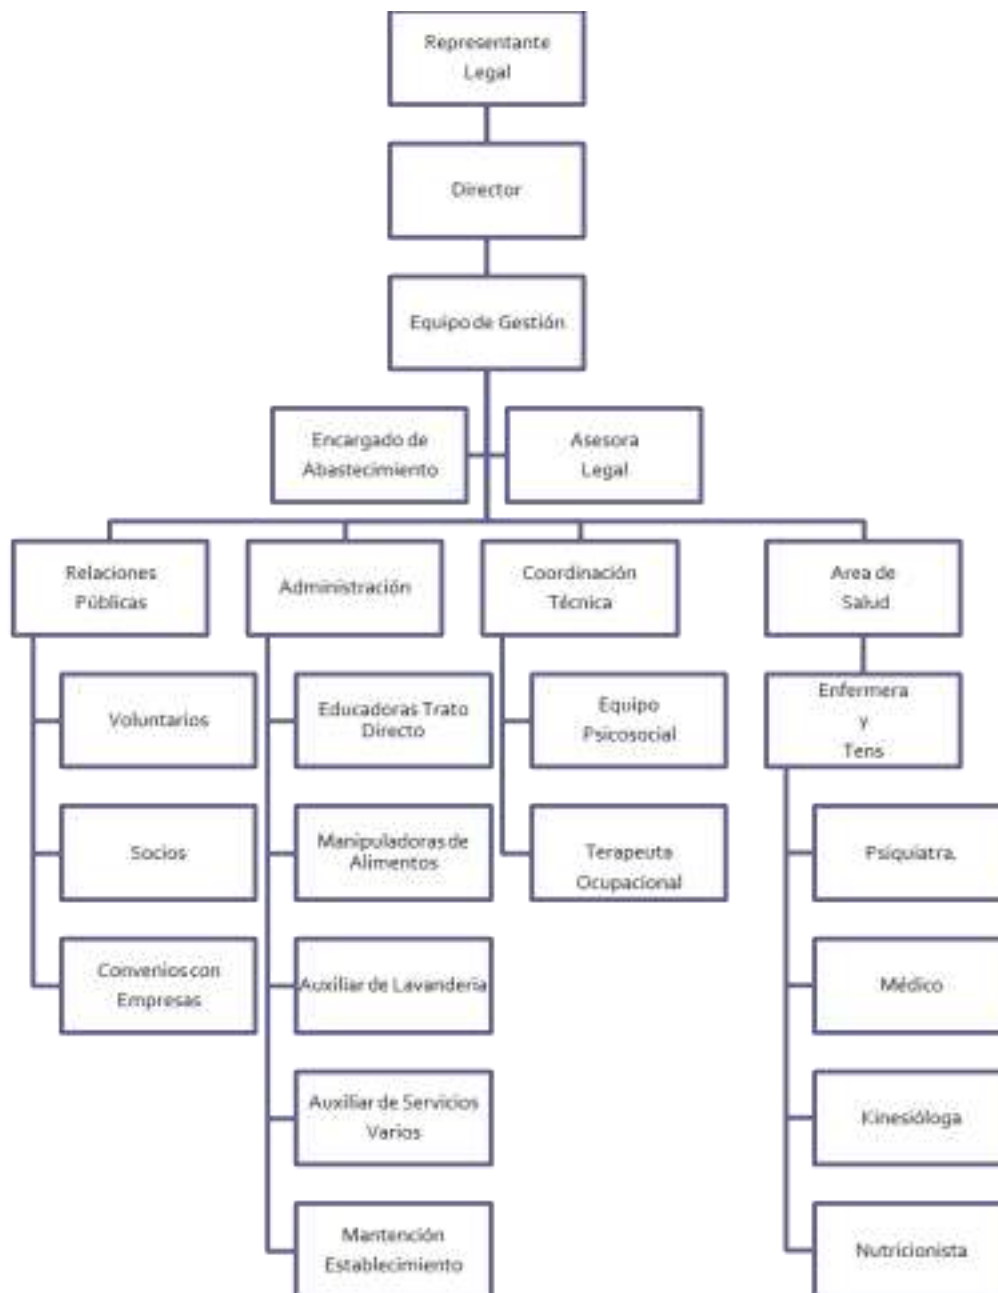 Representante
Legal
Director
Equipo de Gestión
Encargado de
Abastecimiento
Asesora
Legal
Relaciones
Públicas
Administración
Coordinación
Técnica
Area de
Salud
Voluntarios
Educadoras Trato
Directo
Equipo
Psicosocial
Enfermera
y
Tens
Socios
Manipuladoras de
Alimentos
Terapeuta
Ocupacional
Psiquiatra.
Convenios con
Empresas
Auxiliar de Lavanderia
Médico
Auxiliar de Servicios
Varios
Kinesióloga
Mantención
Establecimiento
Nutricionista